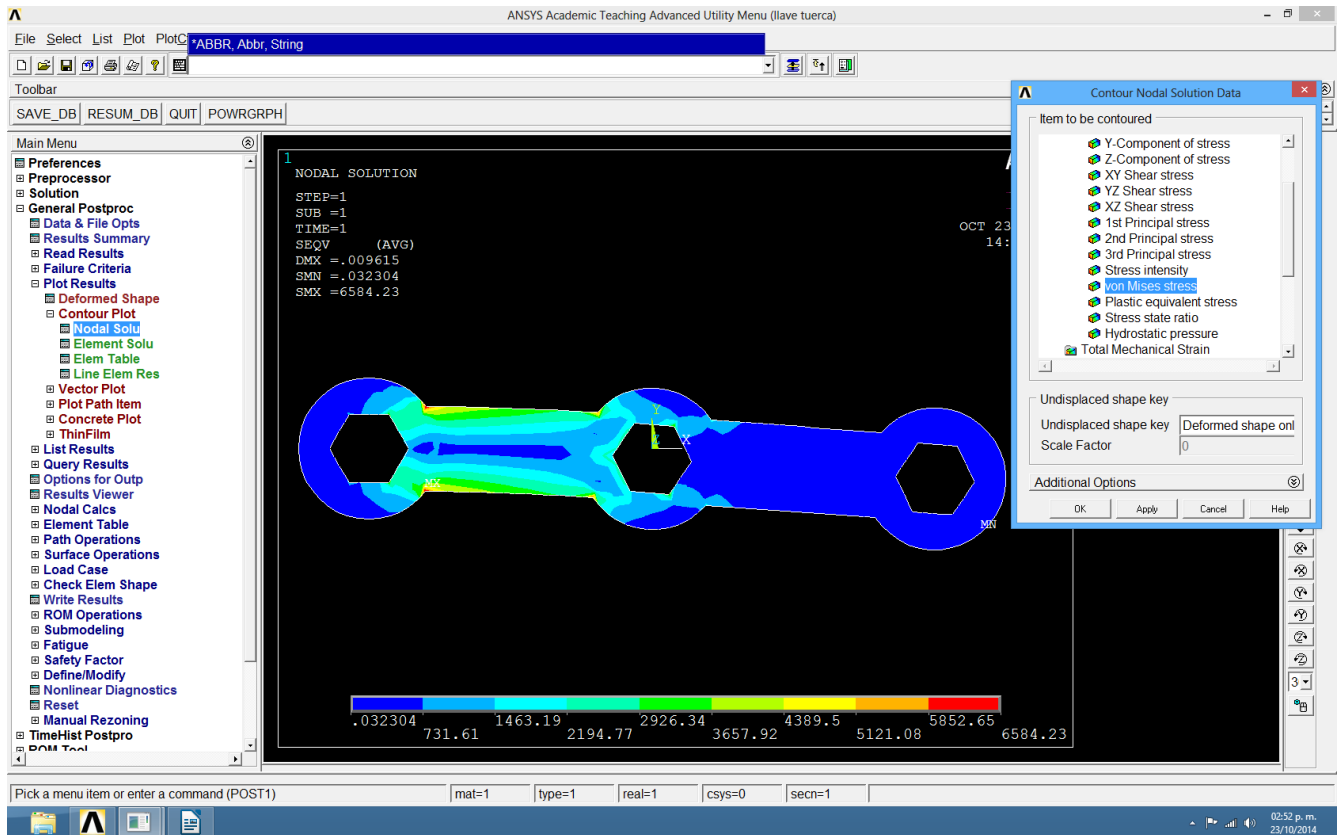 ANSYS Academic Teaching Advanced Utility Menu (llave tuerca)
File Select List Plot PlotC
*ABBR, Abbr, String
Toolbar
SAVE_DB RESUM_DB QUIT POWRGRPH
Main Menu
Preferences
Preprocessor
Solution
General Postproc
Data & File Opts
Results Summary
Read Results
Failure Criteria
Plot Results
Deformed Shape
Contour Plot
Nodal Solu
Element Solu
Elem Table
Line Elem Res
Vector Plot
Plot Path Item
Concrete Plot
ThinFilm
List Results
Query Results
Options for Outp
Results Viewer
Nodal Calcs
Element Table
Path Operations
Surface Operations
Load Case
Check Elem Shape
Write Results
ROM Operations
Submodeling
Fatigue
Safety Factor
Define/Modify
Nonlinear Diagnostics
Reset
Manual Rezoning
TimeHist Postpro
ROM Tool
1
NODAL SOLUTION
STEP=1
SUB =1
TIME=1
SEQV (AVG)
DMX =.009615
SMN =.032304
SMX =6584.23
OCT 23
14:
Y
X
MX
MN
.032304 1463.19 2926.34 4389.5 5852.65
731.61 2194.77 3657.92 5121.08 6584.23
Contour Nodal Solution Data
Item to be contoured
Y-Component of stress
Z-Component of stress
XY Shear stress
YZ Shear stress
XZ Shear stress
1st Principal stress
2nd Principal stress
3rd Principal stress
Stress intensity
von Mises stress
Plastic equivalent stress
Stress state ratio
Hydrostatic pressure
Total Mechanical Strain
Undisplaced shape key
Undisplaced shape key Deformed shape onl
Scale Factor 0
Additional Options
OK Apply Cancel Help
3
Pick a menu item or enter a command (POST1) mat=1 type=1 real=1 csys=0 secn=1
02:52 p. m.
23/10/2014